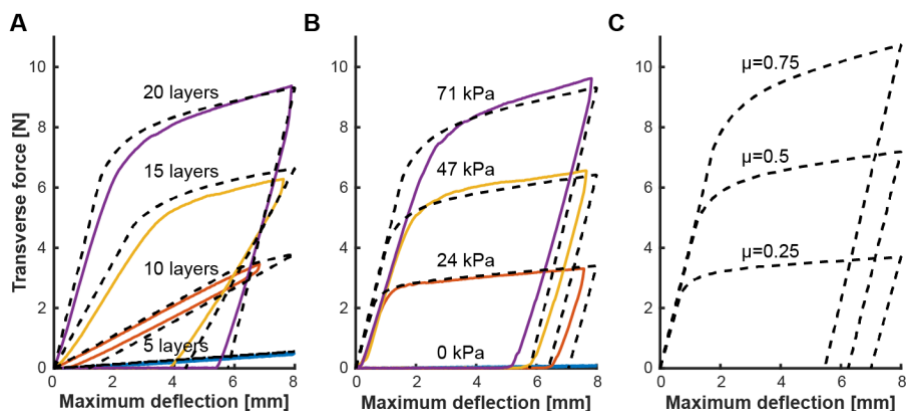 A
B
C
Transverse force [N]
10
8
6
4
2
0
20 layers
15 layers
10 layers
5 layers
0 2 4 6 8
Maximum deflection [mm]
10
8
6
4
2
0
71 kPa
47 kPa
24 kPa
0 kPa
0 2 4 6 8
Maximum deflection [mm]
10
8
6
4
2
0
μ=0.75
μ=0.5
μ=0.25
0 2 4 6 8
Maximum deflection [mm]